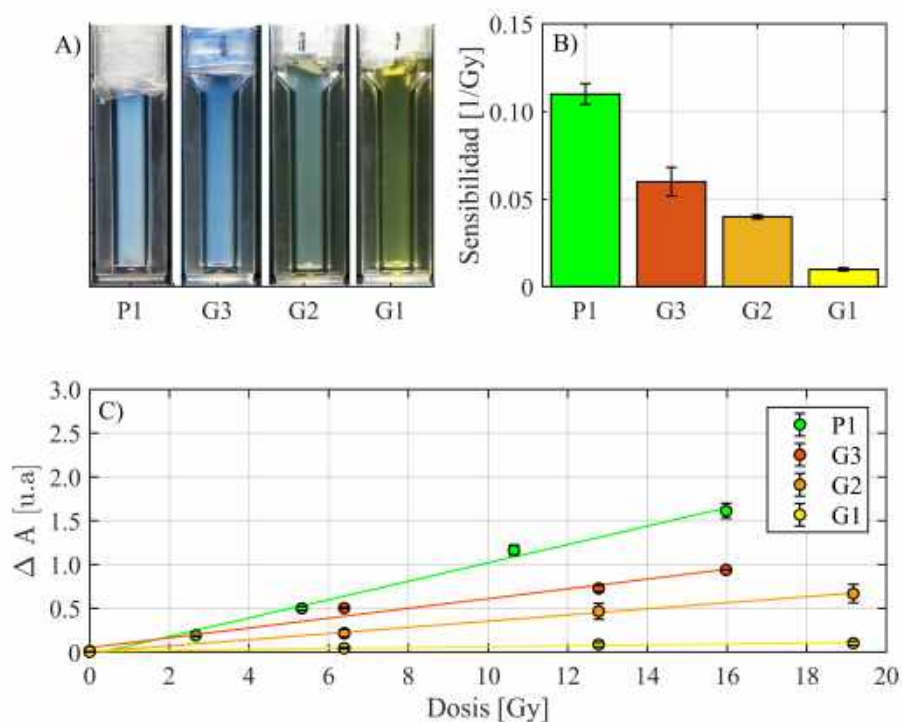 A)
P1 G3 G2 G1
B)
Sensibilidad [1/Gy]
0.15
0.10
0.05
0
P1 G3 G2 G1
C)
Δ A [u.a]
3.0
2.5
2.0
1.5
1.0
0.5
0
P1
G3
G2
G1
0 2 4 6 8 10 12 14 16 18 20
Dosis [Gy]